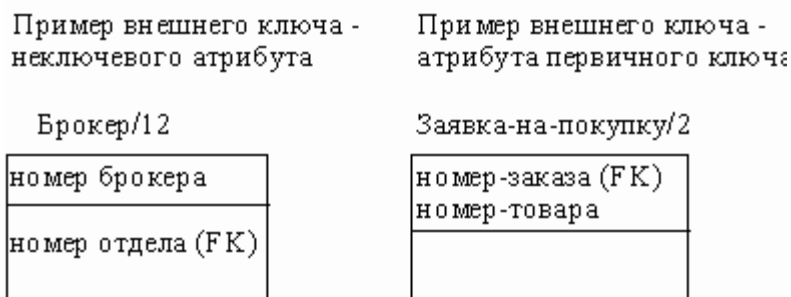 Пример внешнего ключа -
неключевого атрибута
Брокер/12
номер брокера
номер отдела (FK)
Пример внешнего ключа -
атрибута первичного ключа
Заявка-на-покупку/2
номер-заказа (FK)
номер-товара